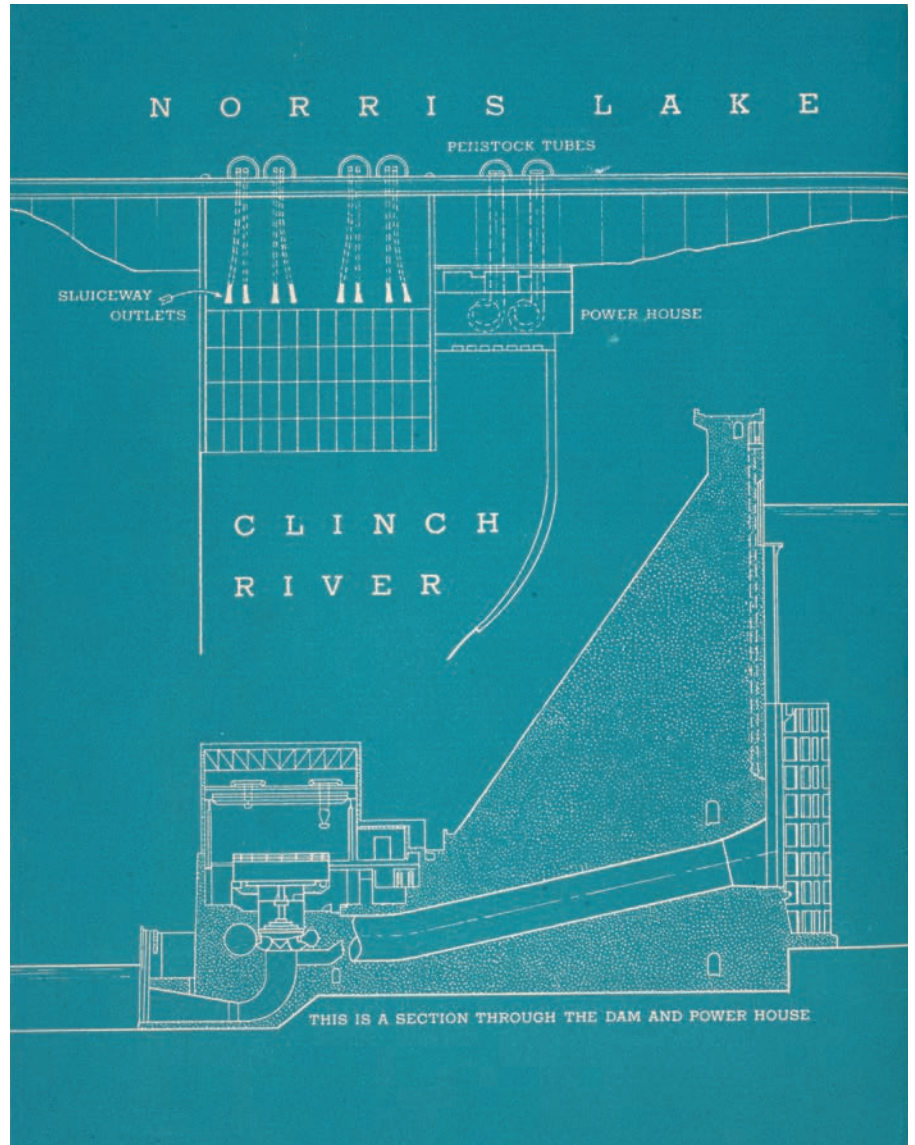 NORRIS LAKE
PENSTOCK TUBES
SLUICEWAY
OUTLETS
POWER HOUSE
CLINCH
RIVER
THIS IS A SECTION THROUGH THE DAM AND POWER HOUSE